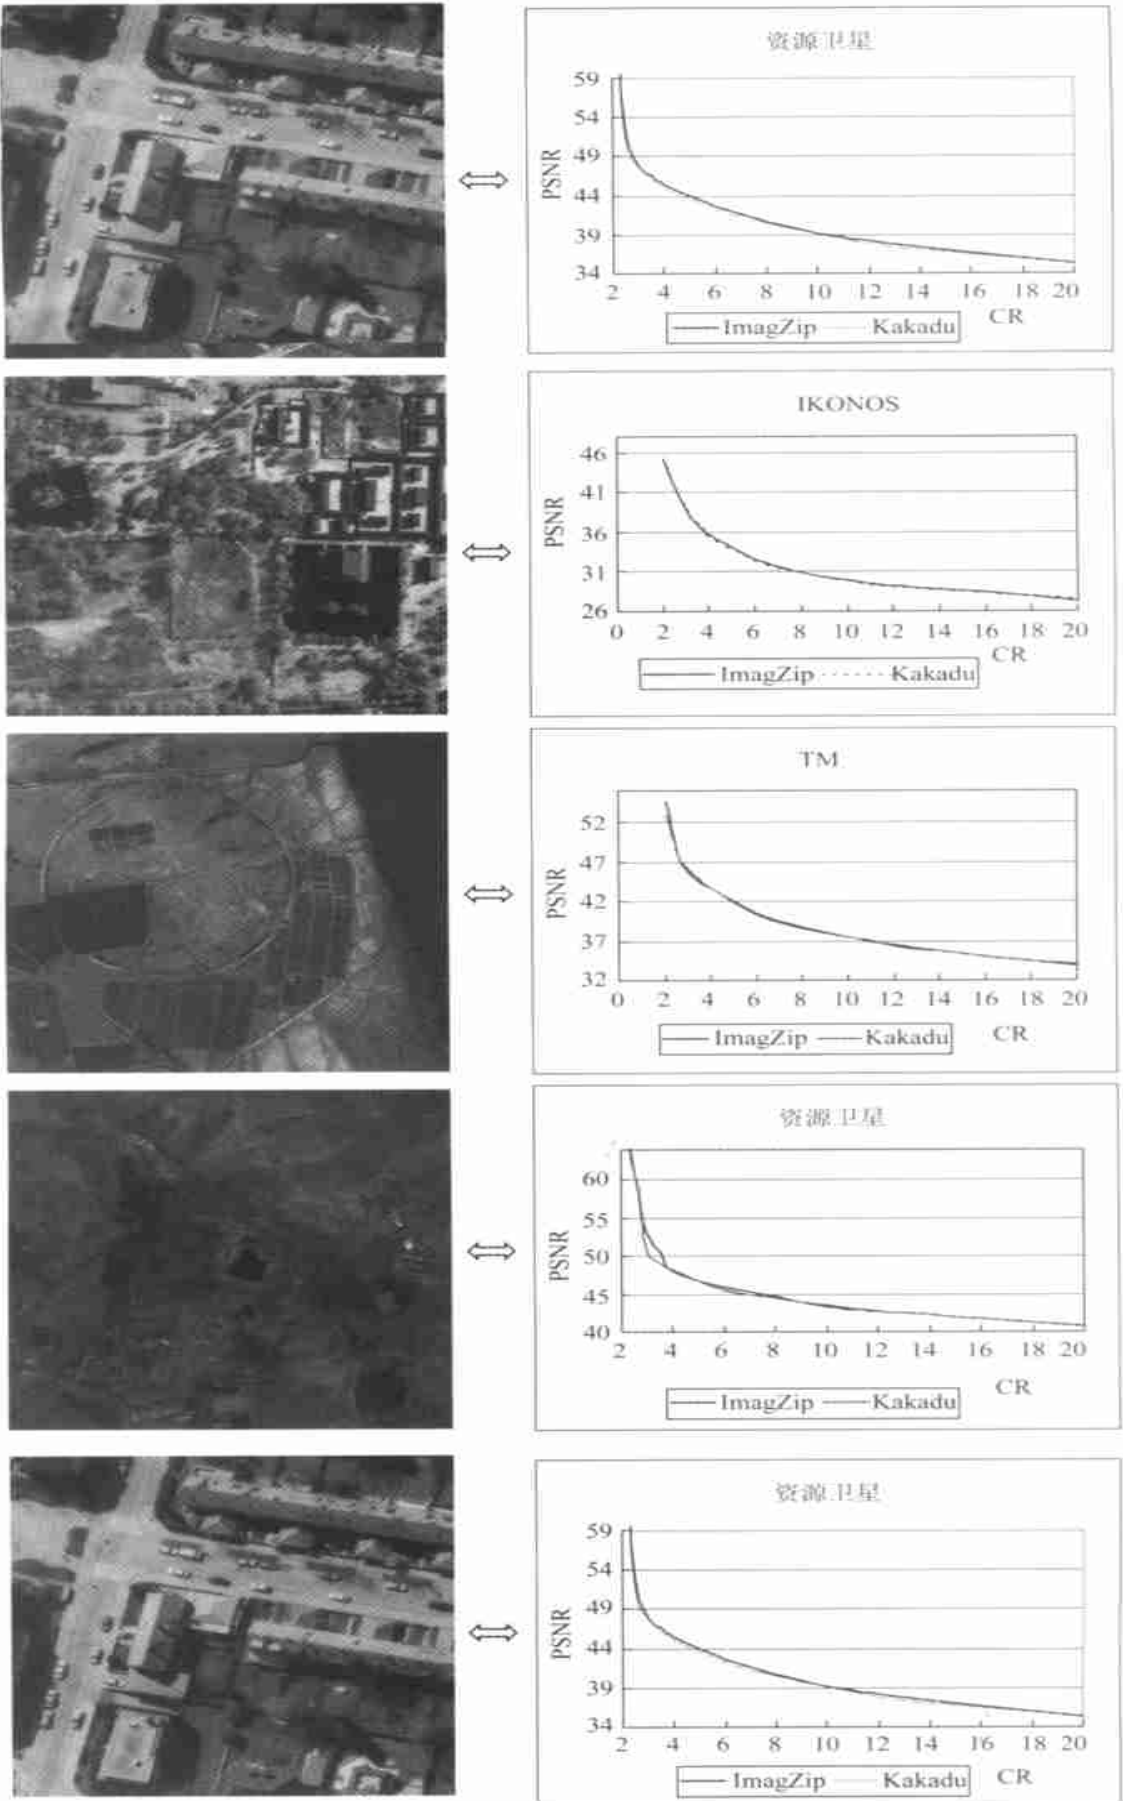 资源卫星
59
54
49
44
39
34
PSNR
2 4 6 8 10 12 14 16 18 20
CR
ImagZip Kakadu
IKONOS
46
41
36
31
26
PSNR
0 2 4 6 8 10 12 14 16 18 20
CR
ImagZip Kakadu
TM
52
47
42
37
32
PSNR
0 2 4 6 8 10 12 14 16 18 20
CR
ImagZip Kakadu
资源卫星
60
55
50
45
40
PSNR
2 4 6 8 10 12 14 16 18 20
CR
ImagZip Kakadu
资源卫星
59
54
49
44
39
34
PSNR
2 4 6 8 10 12 14 16 18 20
CR
ImagZip Kakadu